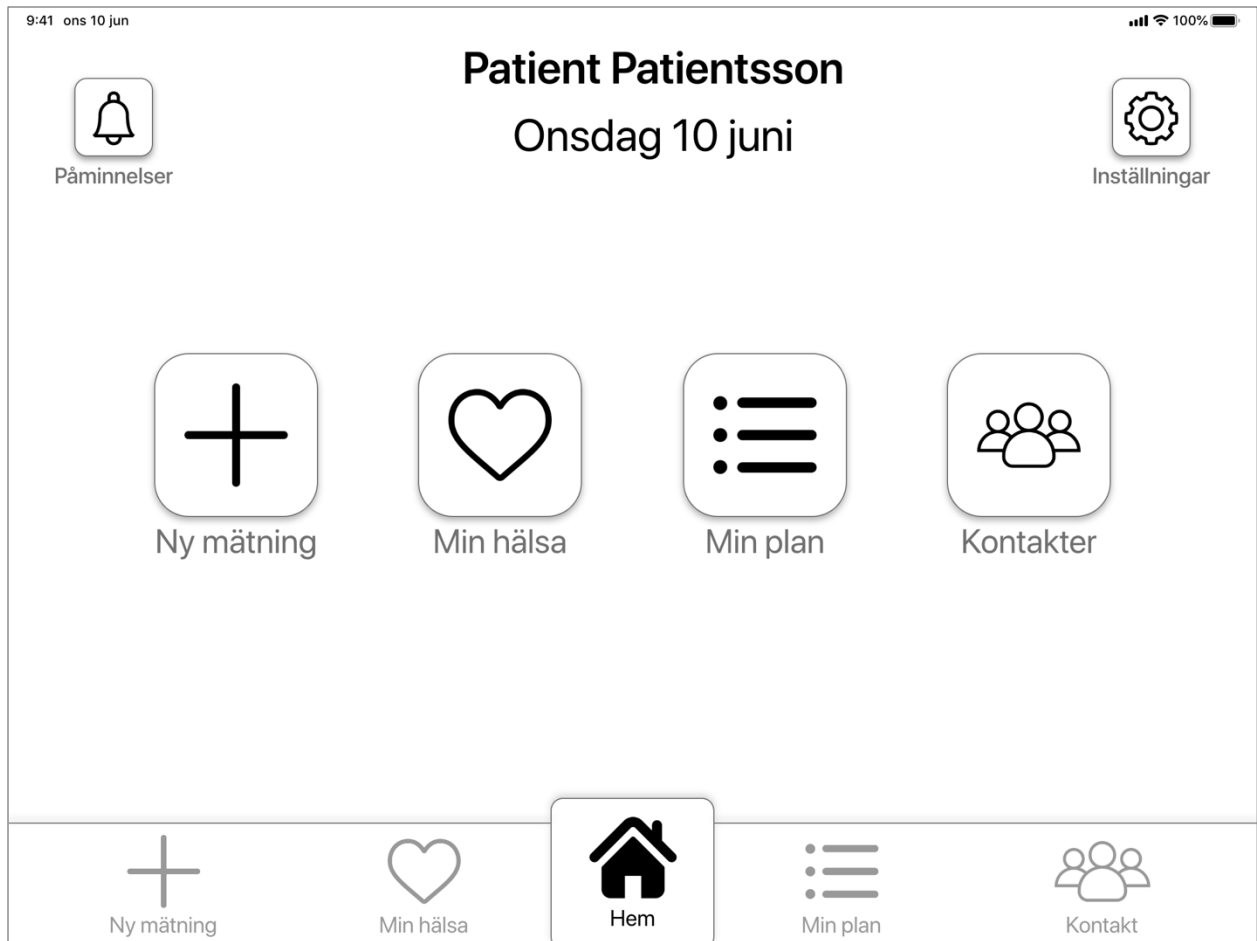 9:41 ons 10 jun 100%
Patient Patientsson
Onsdag 10 juni
Påminnelser
Inställningar
Ny mätning Min hälsa Min plan Kontakter
Ny mätning Min hälsa Hem Min plan Kontakt